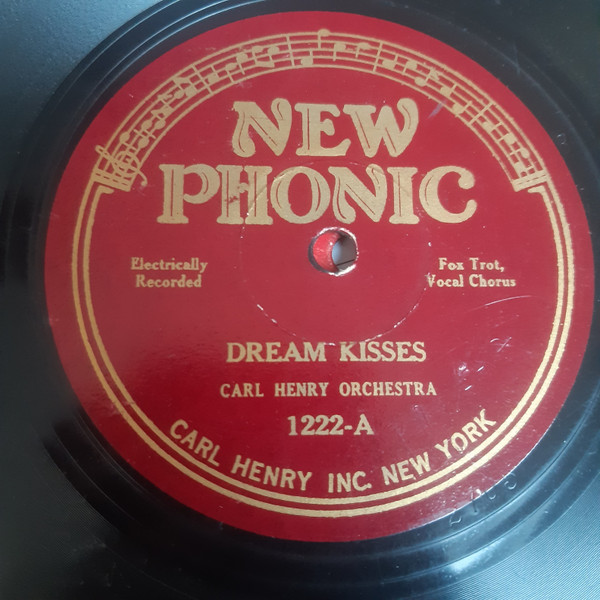 NEW
PHONIC
Electrically
Recorded
Fox Trot,
Vocal Chorus
DREAM KISSES
CARL HENRY ORCHESTRA
1222-A
CARL HENRY INC. NEW YORK